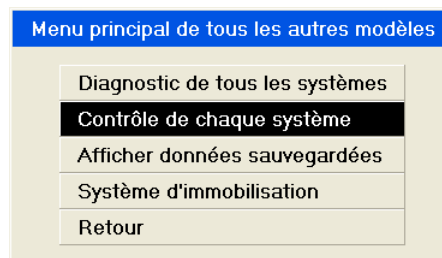 Menu principal de tous les autres modèles
Diagnostic de tous les systèmes
Contrôle de chaque système
Afficher données sauvegardées
Système d'immobilisation
Retour